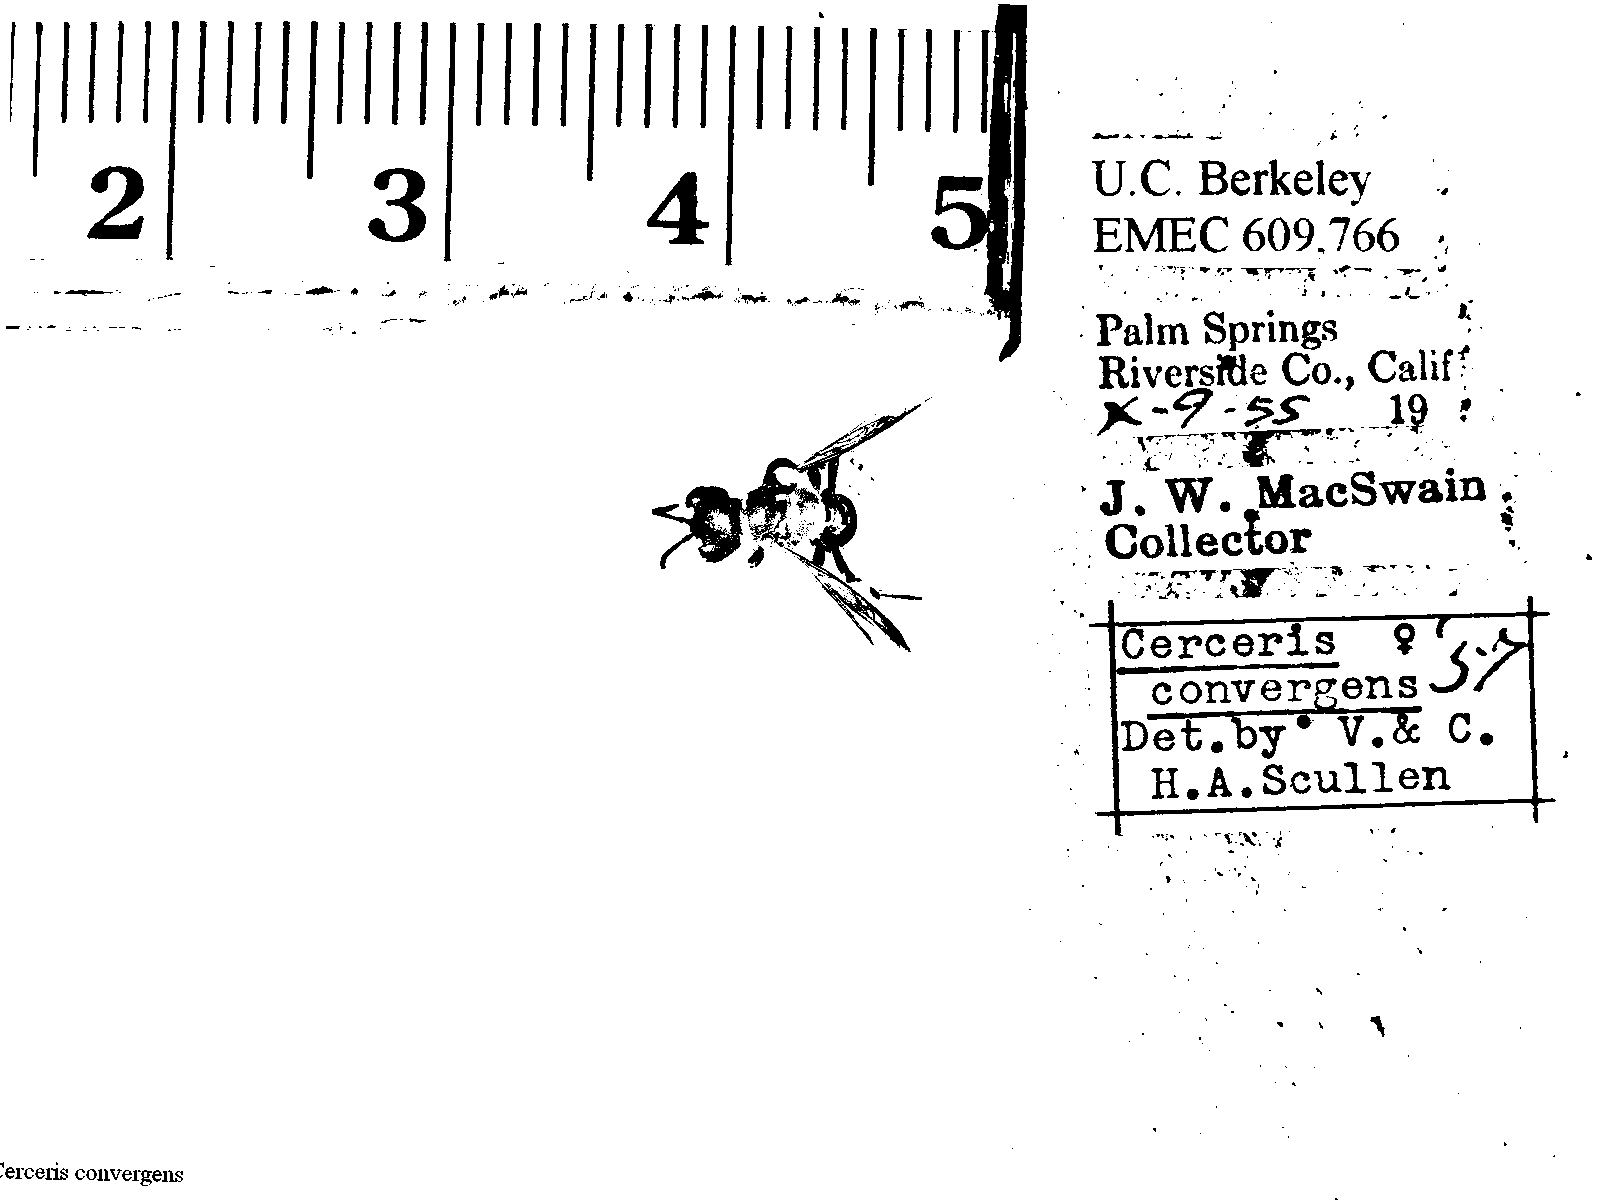 2 3 4 5
U.C. Berkeley
EMEC 609,766
Palm Springs
Riverside Co., Calif
X-9-55 19
J. W. MacSwain
Collector
Cerceris ♀ '57
convergens
Det.by V.& C.
H.A.Scullen
Cerceris convergens